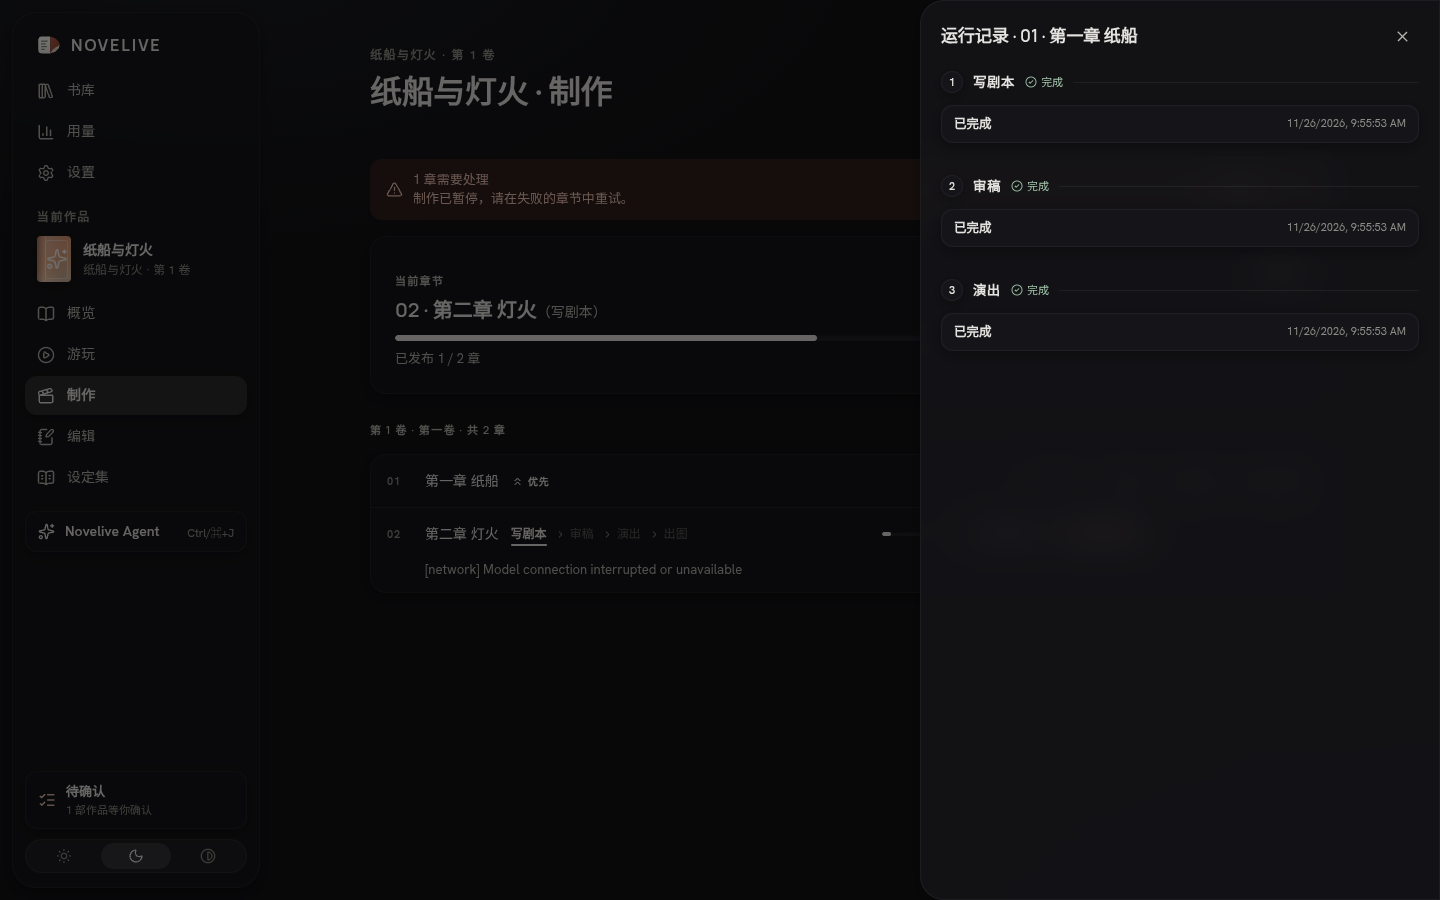 NOVELIVE
书库
用量
设置
当前作品
纸船与灯火
纸船与灯火 · 第 1 卷
概览
游玩
制作
编辑
设定集
Novelive Agent
Ctrl/⌘+J
待确认
1 部作品等你确认
纸船与灯火 · 第 1 卷
纸船与灯火 · 制作
1 章需要处理
制作已暂停，请在失败的章节中重试。
当前章节
02 · 第二章 灯火（写剧本）
已发布 1 / 2 章
第 1 卷 · 第一卷 · 共 2 章
01 第一章 纸船 优先
02 第二章 灯火 写剧本 › 审稿 › 演出 › 出图
[network] Model connection interrupted or unavailable
运行记录 · 01 · 第一章 纸船
1 写剧本 完成
已完成 11/26/2026, 9:55:53 AM
2 审稿 完成
已完成 11/26/2026, 9:55:53 AM
3 演出 完成
已完成 11/26/2026, 9:55:53 AM